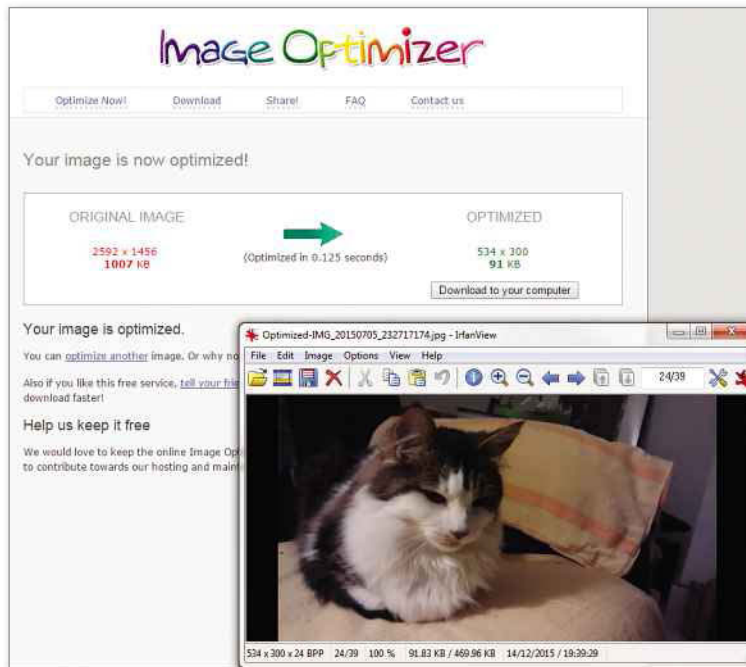 Image Optimizer
Optimize Now! Download Share! FAQ Contact us
Your image is now optimized!
ORIGINAL IMAGE OPTIMIZED
2592 x 1456 534 x 300
1007 KB (Optimized in 0.125 seconds) 91 KB
Download to your computer
Your image is optimized.
You can optimize another image. Or why no
Also if you like this free service, tell your frie
download faster!
Help us keep it free
We would love to keep the online Image Op
to contribute towards our hosting and maint
Optimized-IMG_20150705_232717174.jpg - IrfanView
File Edit Image Options View Help
24/39
534 x 300 x 24 BPP 24/39 100 % 91.83 KB / 469.96 KB 14/12/2015 / 19:39:29